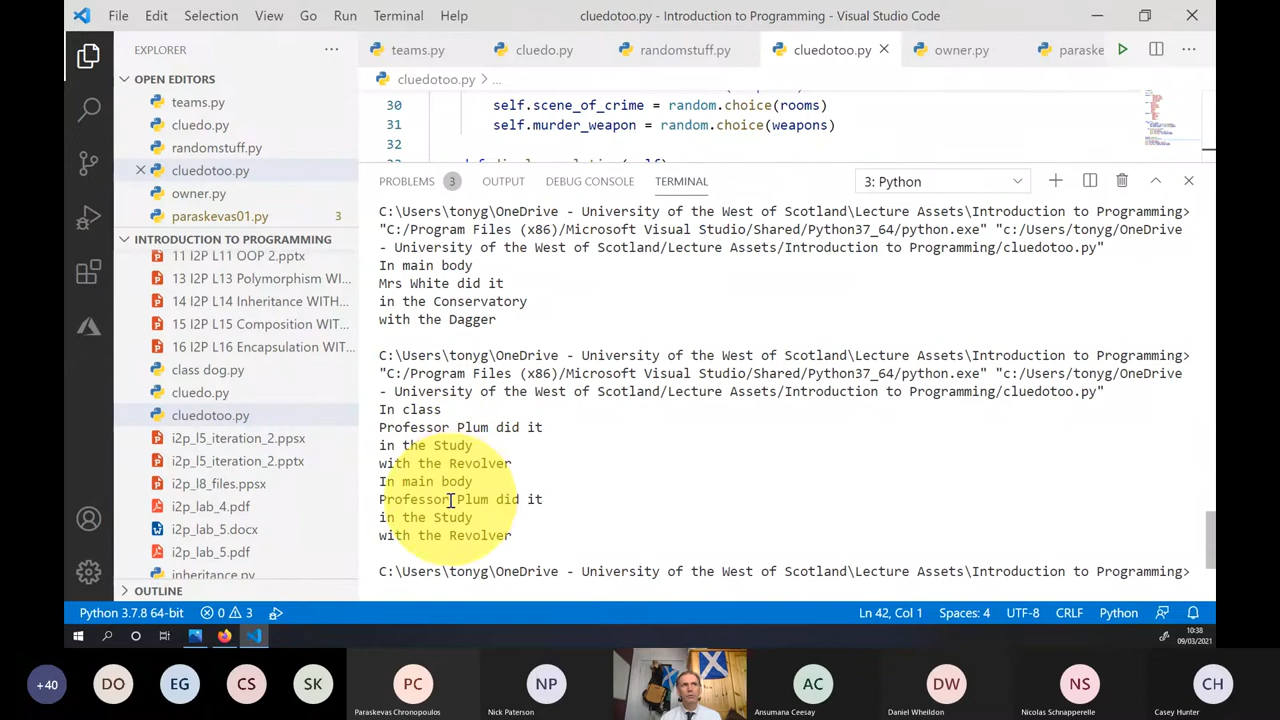 File Edit Selection View Go Run Terminal Help
cluedotoo.py - Introduction to Programming - Visual Studio Code
EXPLORER
OPEN EDITORS
teams.py
cluedo.py
randomstuff.py
cluedotoo.py
owner.py
paraskevas01.py 3
INTRODUCTION TO PROGRAMMING
11 I2P L11 OOP 2.pptx
13 I2P L13 Polymorphism WI...
14 I2P L14 Inheritance WITH...
15 I2P L15 Composition WIT...
16 I2P L16 Encapsulation WIT...
class dog.py
cluedo.py
cluedotoo.py
i2p_l5_iteration_2.ppsx
i2p_l5_iteration_2.pptx
i2p_l8_files.ppsx
i2p_lab_4.pdf
i2p_lab_5.docx
i2p_lab_5.pdf
inheritance.py
OUTLINE
teams.py cluedo.py randomstuff.py cluedotoo.py owner.py paraske
cluedotoo.py > ...
30 self.scene_of_crime = random.choice(rooms)
31 self.murder_weapon = random.choice(weapons)
32
PROBLEMS 3 OUTPUT DEBUG CONSOLE TERMINAL 3: Python
C:\Users\tonyg\OneDrive - University of the West of Scotland\Lecture Assets\Introduction to Programming>
"C:/Program Files (x86)/Microsoft Visual Studio/Shared/Python37_64/python.exe" "c:/Users/tonyg/OneDrive
- University of the West of Scotland/Lecture Assets/Introduction to Programming/cluedotoo.py"
In main body
Mrs White did it
in the Conservatory
with the Dagger
C:\Users\tonyg\OneDrive - University of the West of Scotland\Lecture Assets\Introduction to Programming>
"C:/Program Files (x86)/Microsoft Visual Studio/Shared/Python37_64/python.exe" "c:/Users/tonyg/OneDrive
- University of the West of Scotland/Lecture Assets/Introduction to Programming/cluedotoo.py"
In class
Professor Plum did it
in the Study
with the Revolver
In main body
Professor Plum did it
in the Study
with the Revolver
C:\Users\tonyg\OneDrive - University of the West of Scotland\Lecture Assets\Introduction to Programming>
Python 3.7.8 64-bit 0 3 Ln 42, Col 1 Spaces: 4 UTF-8 CRLF Python
10:38
09/03/2021
+40 DO EG CS SK PC NP AC DW NS CH
Paraskevas Chronopoulos Nick Paterson Ansumana Ceesay Daniel Wheildon Nicolas Schnapperelle Casey Hunter